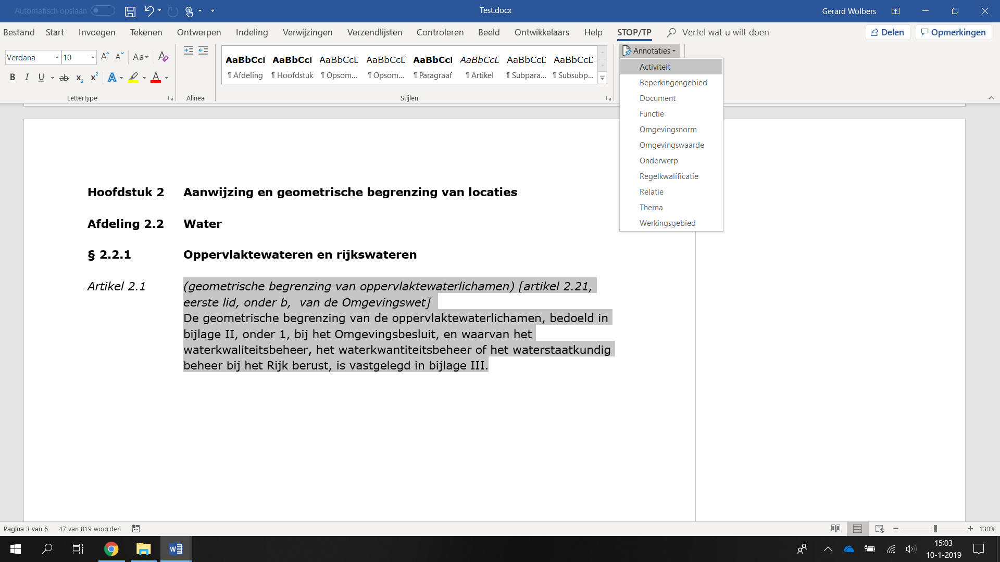 Automatisch opslaan
Test.docx
Gerard Wolbers
Bestand Start Invoegen Tekenen Ontwerpen Indeling Verwijzingen Verzendlijsten Controleren Beeld Ontwikkelaars Help STOP/TP Vertel wat u wilt doen Delen Opmerkingen
Verdana 10 A A Aa A
B I U ab x₂ x² A A
Lettertype
Alinea
AaBbCcI AaBbCcI AaBbCcD AaBbCcD AaBbCcI AaBbCcD AaBbCcD AaBbCcD
¶ Afdeling ¶ Hoofdstuk ¶ Opsom... ¶ Opsom... ¶ Paragraaf ¶ Artikel ¶ Subpara... ¶ Subsubp...
Stijlen
Annotaties
Activiteit
Beperkingengebied
Document
Functie
Omgevingsnorm
Omgevingswaarde
Onderwerp
Regelkwalificatie
Relatie
Thema
Werkingsgebied
Hoofdstuk 2 Aanwijzing en geometrische begrenzing van locaties
Afdeling 2.2 Water
§ 2.2.1 Oppervlaktewateren en rijkswateren
Artikel 2.1 (geometrische begrenzing van oppervlaktewaterlichamen) [artikel 2.21,
eerste lid, onder b, van de Omgevingswet]
De geometrische begrenzing van de oppervlaktewaterlichamen, bedoeld in
bijlage II, onder 1, bij het Omgevingsbesluit, en waarvan het
waterkwaliteitsbeheer, het waterkwantiteitsbeheer of het waterstaatkundig
beheer bij het Rijk berust, is vastgelegd in bijlage III.
Pagina 3 van 6 47 van 819 woorden 130%
15:03
10-1-2019